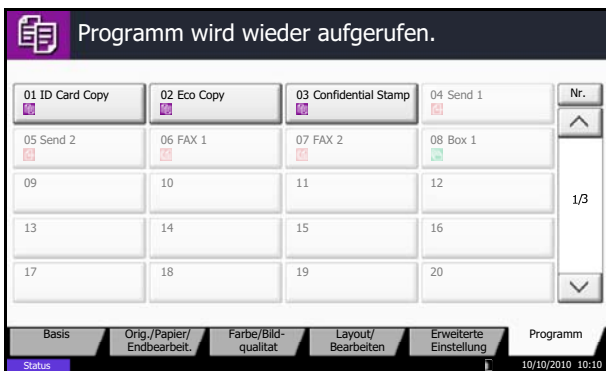 Programm wird wieder aufgerufen.
01 ID Card Copy
02 Eco Copy
03 Confidential Stamp
04 Send 1
Nr.
05 Send 2
06 FAX 1
07 FAX 2
08 Box 1
09
10
11
12
1/3
13
14
15
16
17
18
19
20
Basis
Orig./Papier/
Endbearbeit.
Farbe/Bild-
qualitat
Layout/
Bearbeiten
Erweiterte
Einstellung
Programm
Status
10/10/2010 10:10